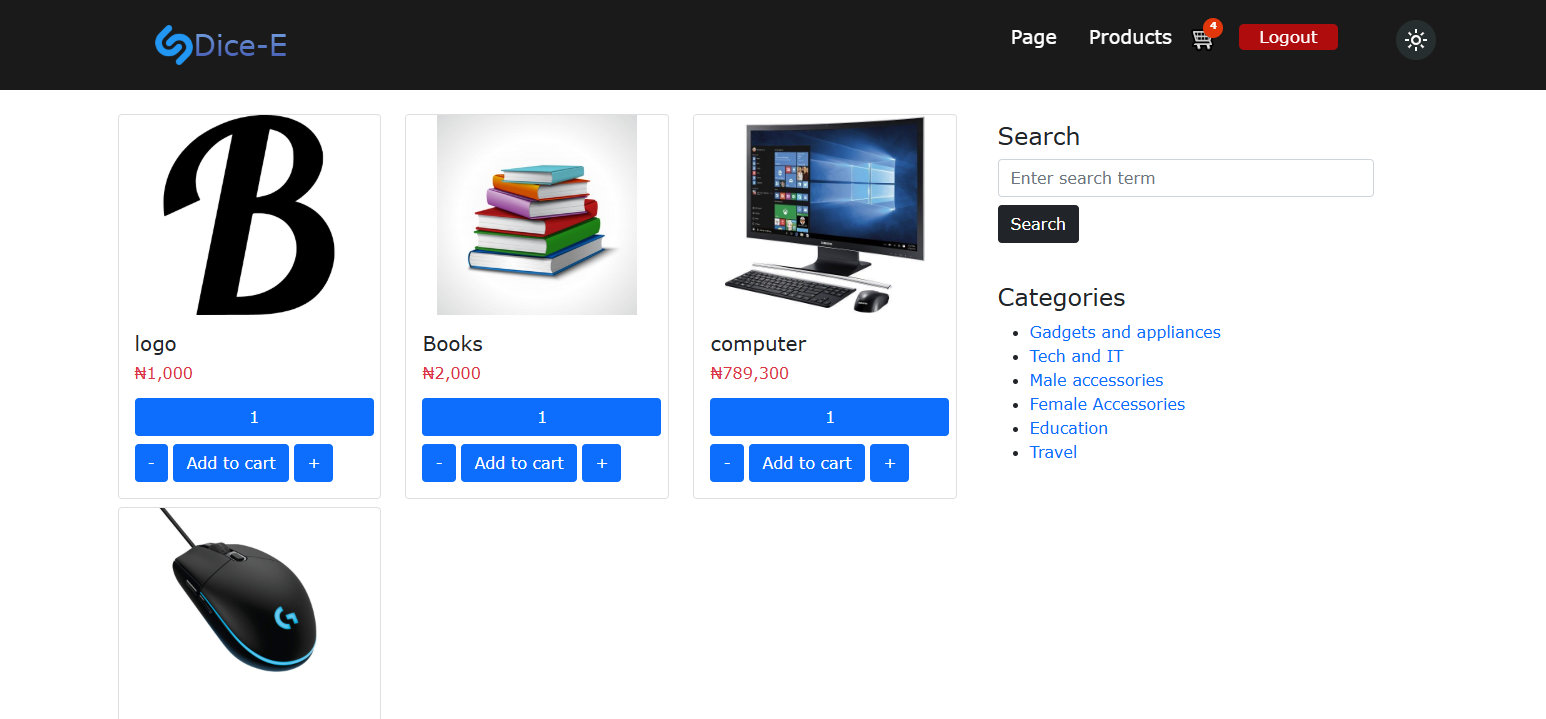 Dice-E
Page
Products
4
Logout
B
logo
₦1,000
1
-
Add to cart
+
Books
₦2,000
1
-
Add to cart
+
computer
₦789,300
1
-
Add to cart
+
Search
Enter search term
Search
Categories
Gadgets and appliances
Tech and IT
Male accessories
Female Accessories
Education
Travel
G